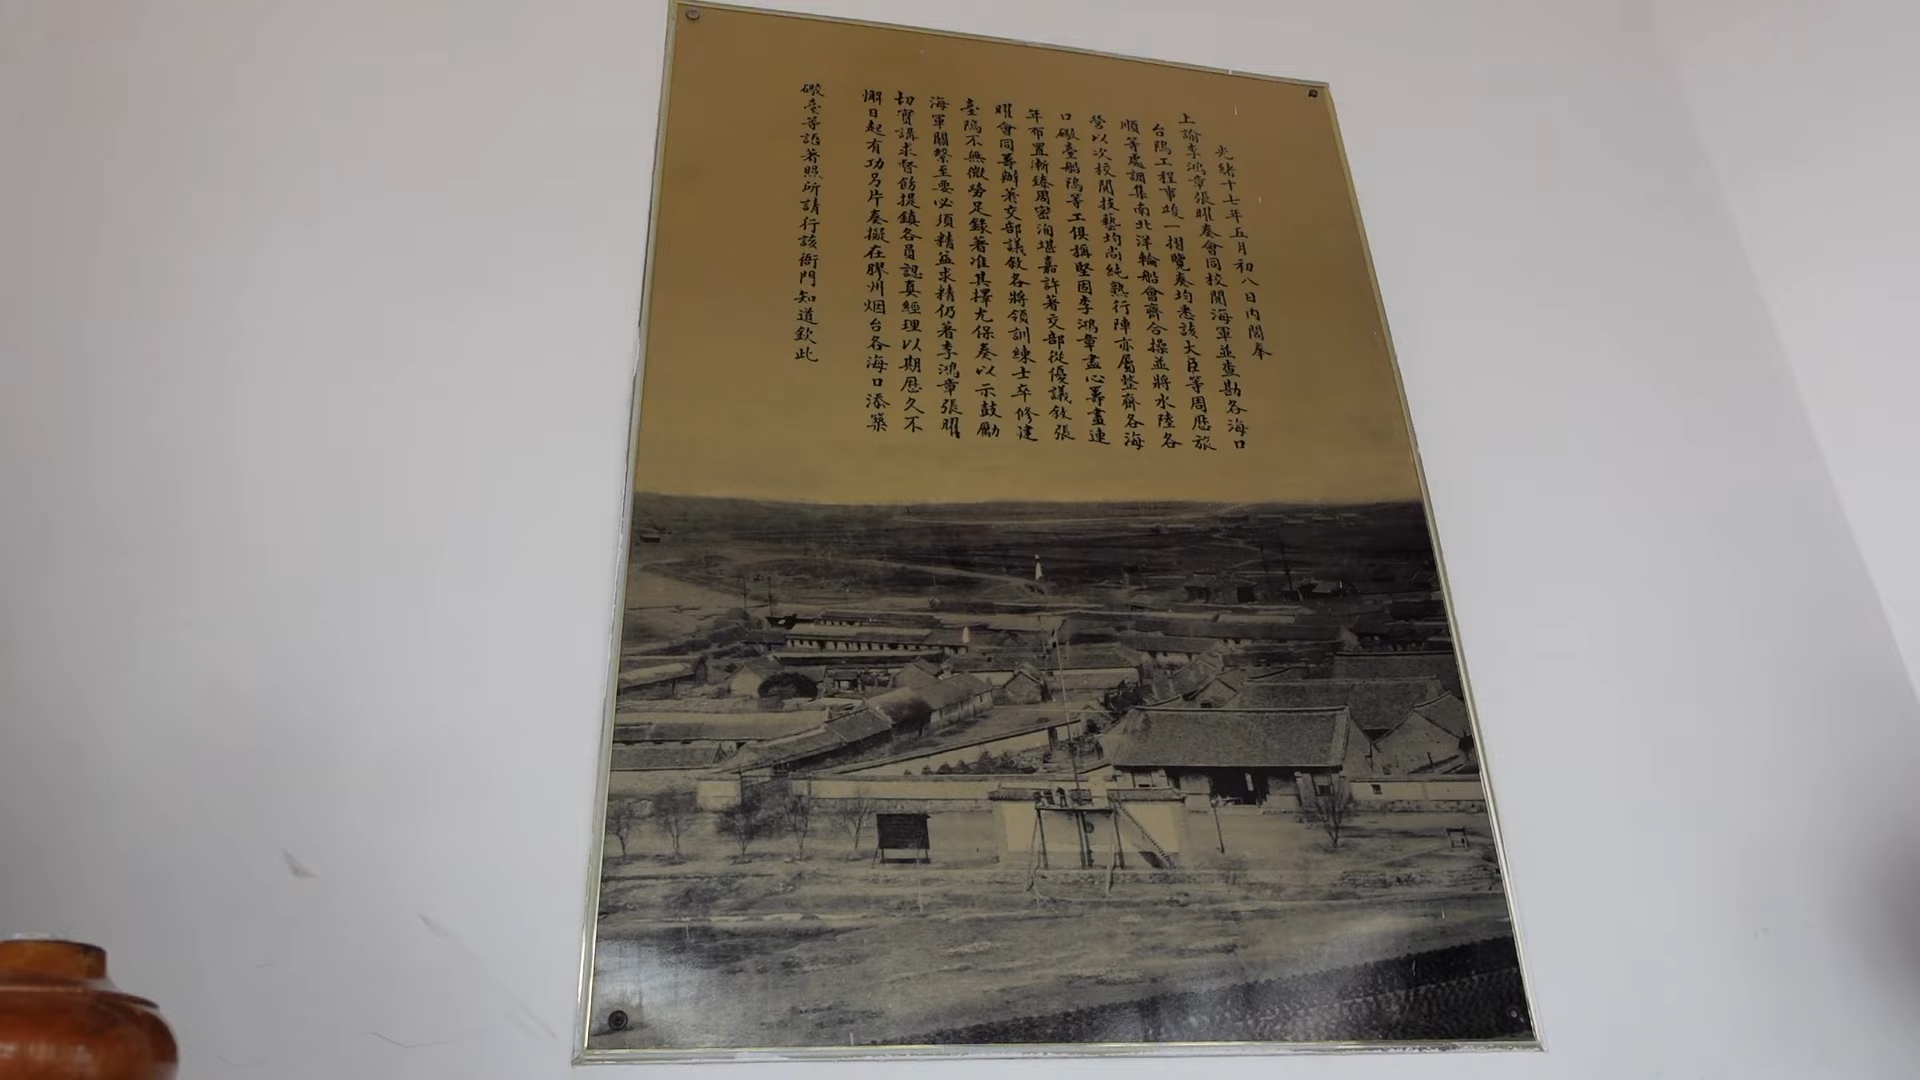 光緒十七年五月初八日內閣奉
上諭李鴻章張曜奏會同校閱海軍並查勘各海口
台隖工程事竣一摺覽奏均悉該大臣等周歷旅
順等處調集南北洋輪船會齊合操並將水陸各
營以次校閱技藝均尚純熟行陣亦屬整齊各海
口礮臺船隖等工俱稱堅固李鴻章盡心籌畫連
年布置漸臻周密洵堪嘉許著交部從優議敘張
曜會同籌辦著交部議敘各將領訓練士卒修建
臺隖不無微勞足錄著准其擇尤保奏以示鼓勵
海軍關繫至要必須精益求精仍著李鴻章張曜
切實講求督飭提鎮各員認真經理以期歷久不
懈日起有功另片奏擬在膠州烟台各海口添築
礮臺等語著照所請行該衙門知道欽此